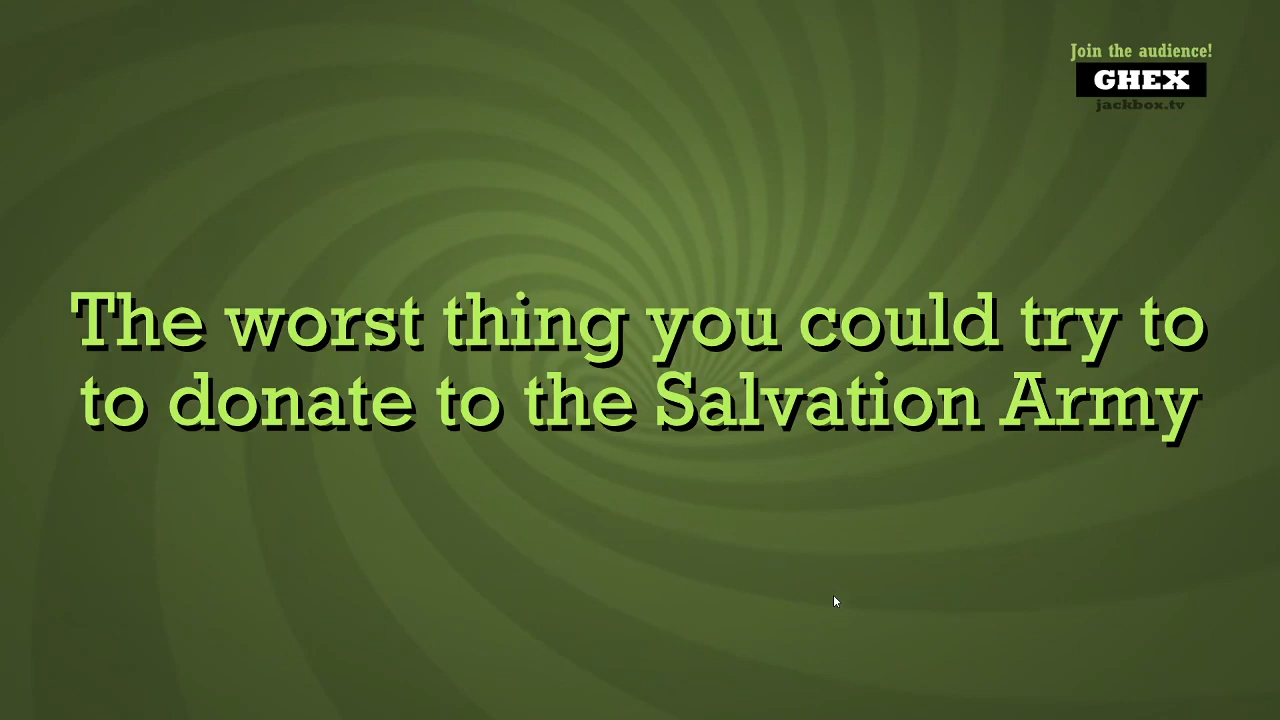 Join the audience!
GHEX
jackbox.tv
The worst thing you could try to
to donate to the Salvation Army